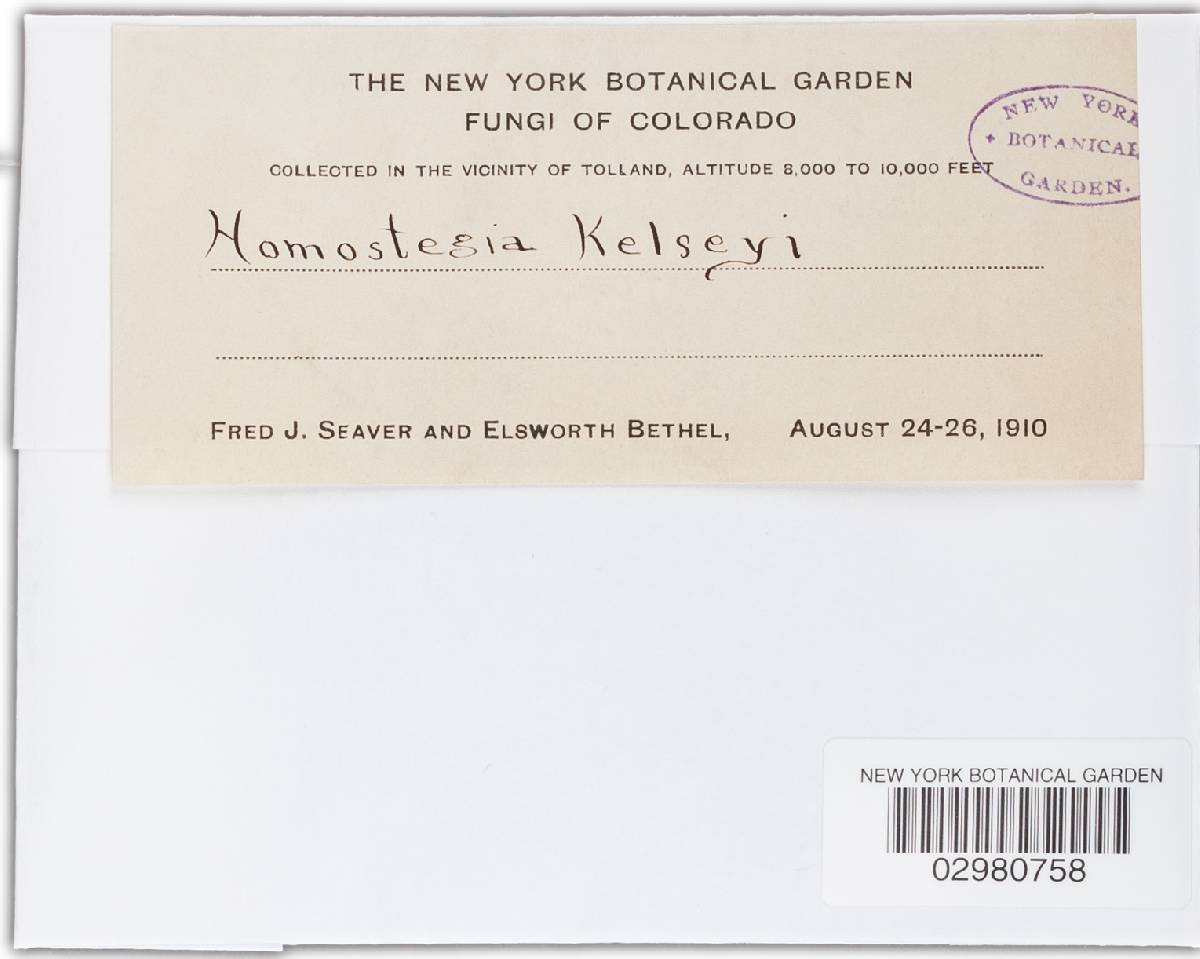 THE NEW YORK BOTANICAL GARDEN
FUNGI OF COLORADO
COLLECTED IN THE VICINITY OF TOLLAND, ALTITUDE 8,000 TO 10,000 FEET
NEW YORK
BOTANICAL
GARDEN.
Homostegia Kelseyi
FRED J. SEAVER AND ELSWORTH BETHEL, AUGUST 24-26, 1910
NEW YORK BOTANICAL GARDEN
02980758